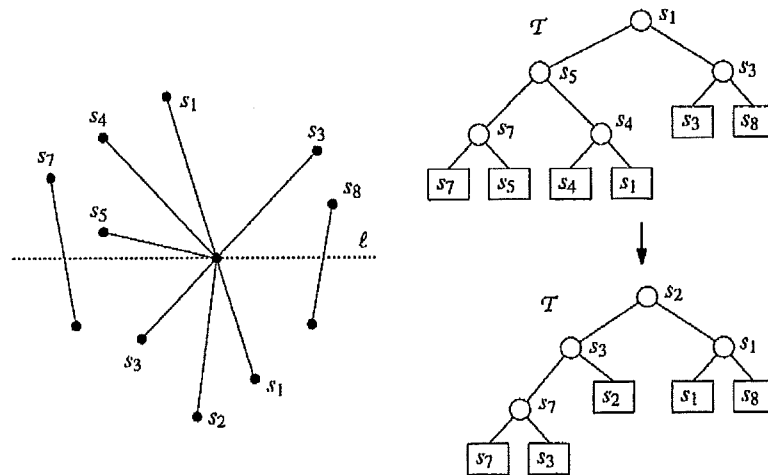 s₁
s₄
s₃
s₇
s₈
s₅
ℓ
s₃
s₁
s₂
𝒯
s₁
s₅ s₃
s₇ s₄ s₃ s₈
s₇ s₅ s₄ s₁
𝒯
s₂
s₃ s₁
s₇ s₂ s₁ s₈
s₇ s₃